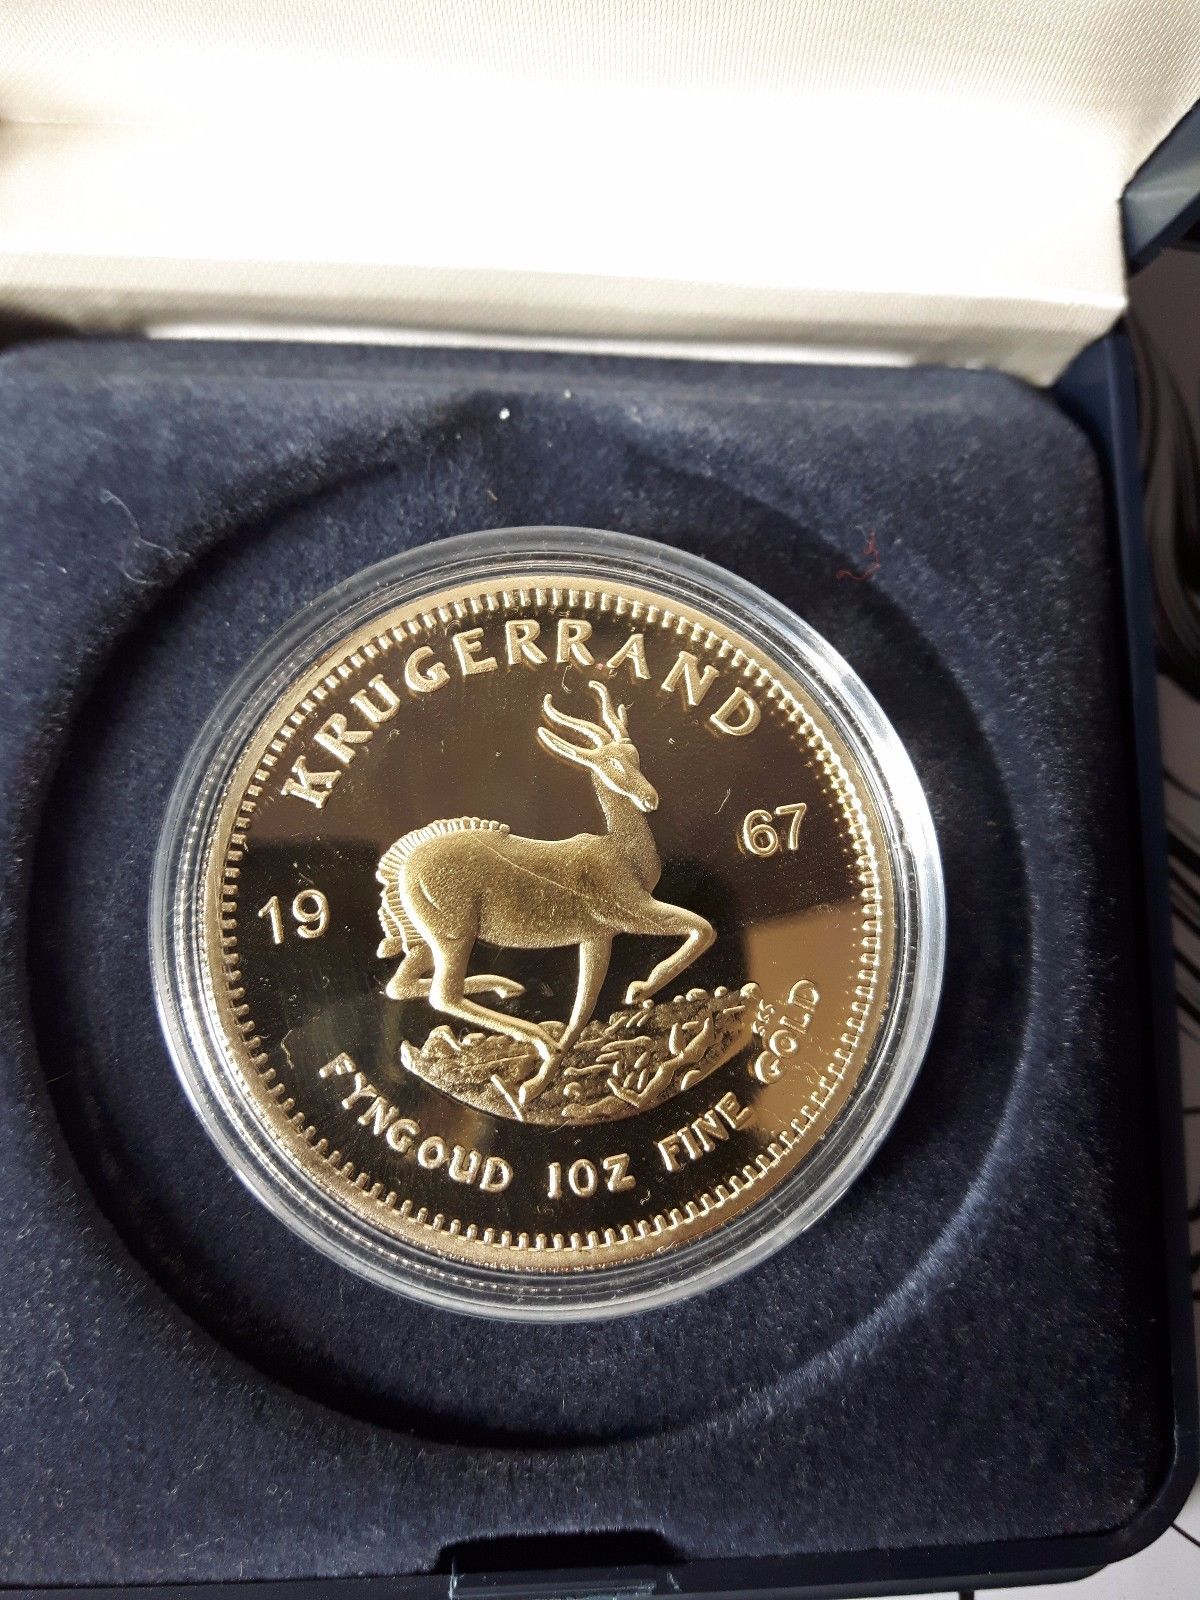 KRUGERRAND
19 67
FYNGOUD 1OZ FINE GOLD